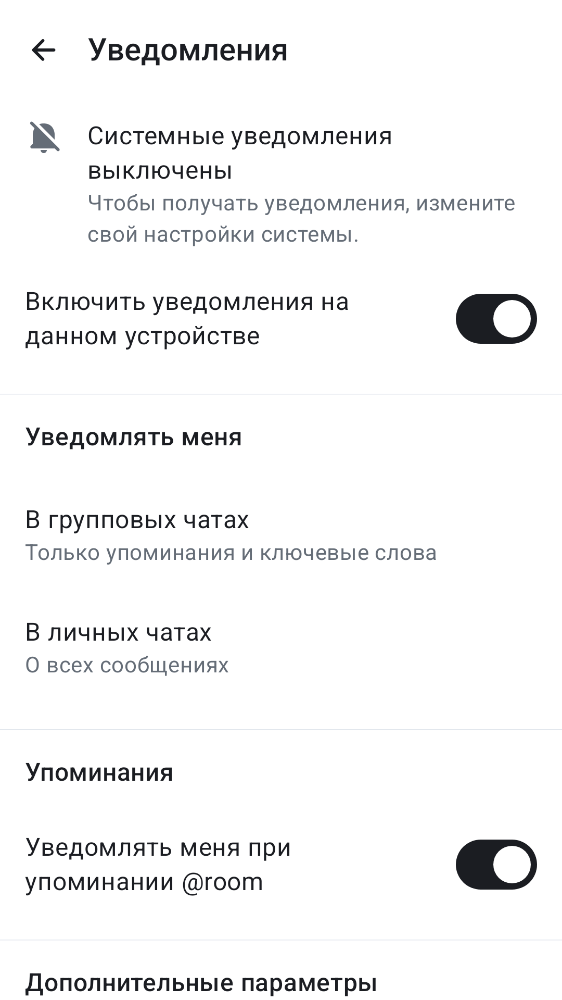 Уведомления
Системные уведомления
выключены
Чтобы получать уведомления, измените
свой настройки системы.
Включить уведомления на
данном устройстве
Уведомлять меня
В групповых чатах
Только упоминания и ключевые слова
В личных чатах
О всех сообщениях
Упоминания
Уведомлять меня при
упоминании @room
Дополнительные параметры